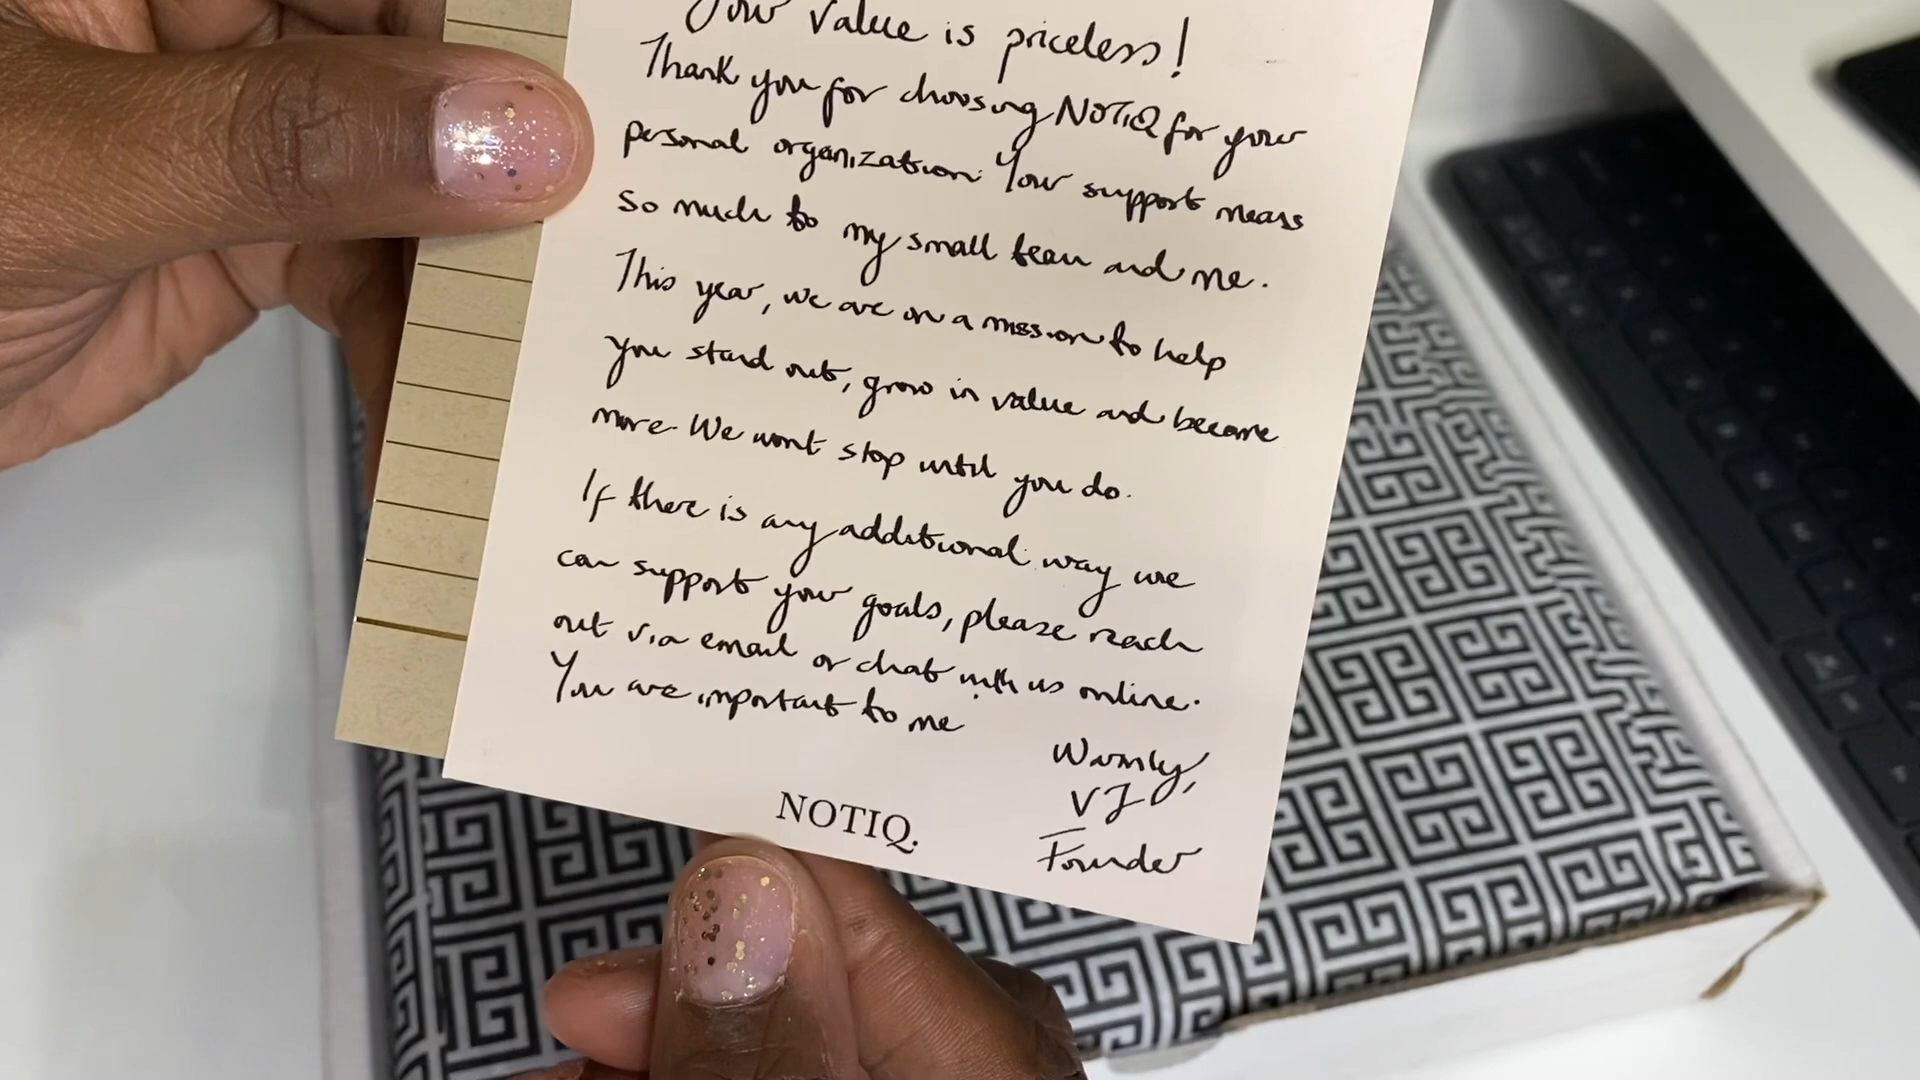 Your value is priceless!
Thank you for choosing NOTIQ for your
personal organization. Your support means
so much to my small team and me.
This year, we are on a mission to help
you stand out, grow in value and become
more. We wont stop until you do.
If there is any additional way we
can support your goals, please reach
out via email or chat with us online.
You are important to me
Warmly,
VJ
Founder
NOTIQ.